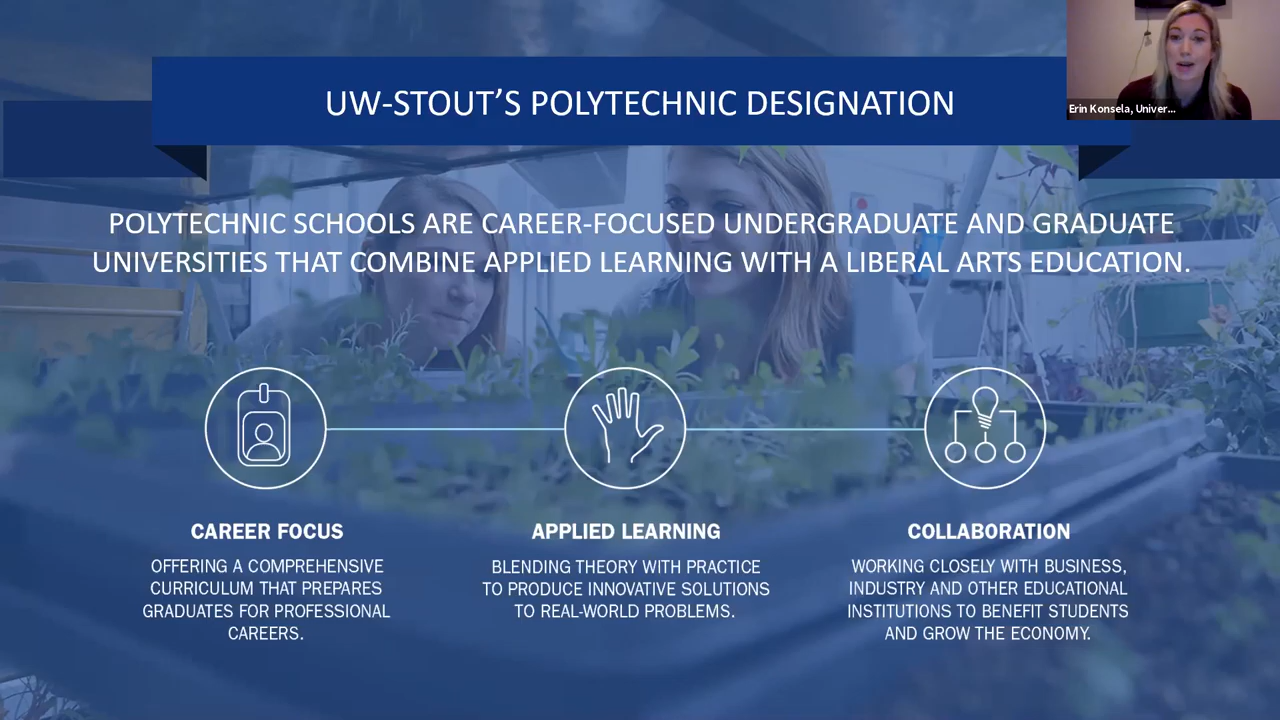 UW-STOUT’S POLYTECHNIC DESIGNATION
Erin Konsela, Univer...
POLYTECHNIC SCHOOLS ARE CAREER-FOCUSED UNDERGRADUATE AND GRADUATE
UNIVERSITIES THAT COMBINE APPLIED LEARNING WITH A LIBERAL ARTS EDUCATION.
CAREER FOCUS
OFFERING A COMPREHENSIVE
CURRICULUM THAT PREPARES
GRADUATES FOR PROFESSIONAL
CAREERS.
APPLIED LEARNING
BLENDING THEORY WITH PRACTICE
TO PRODUCE INNOVATIVE SOLUTIONS
TO REAL-WORLD PROBLEMS.
COLLABORATION
WORKING CLOSELY WITH BUSINESS,
INDUSTRY AND OTHER EDUCATIONAL
INSTITUTIONS TO BENEFIT STUDENTS
AND GROW THE ECONOMY.